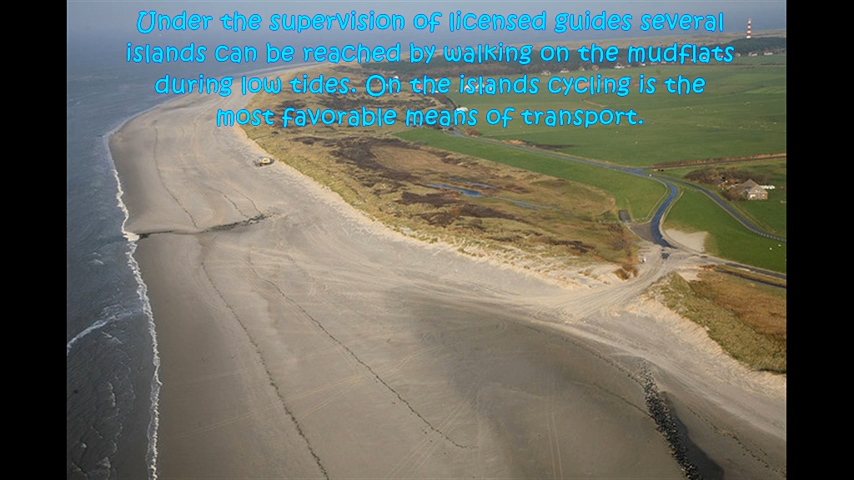 Under the supervision of licensed guides several
islands can be reached by walking on the mudflats
during low tides. On the islands cycling is the
most favorable means of transport.